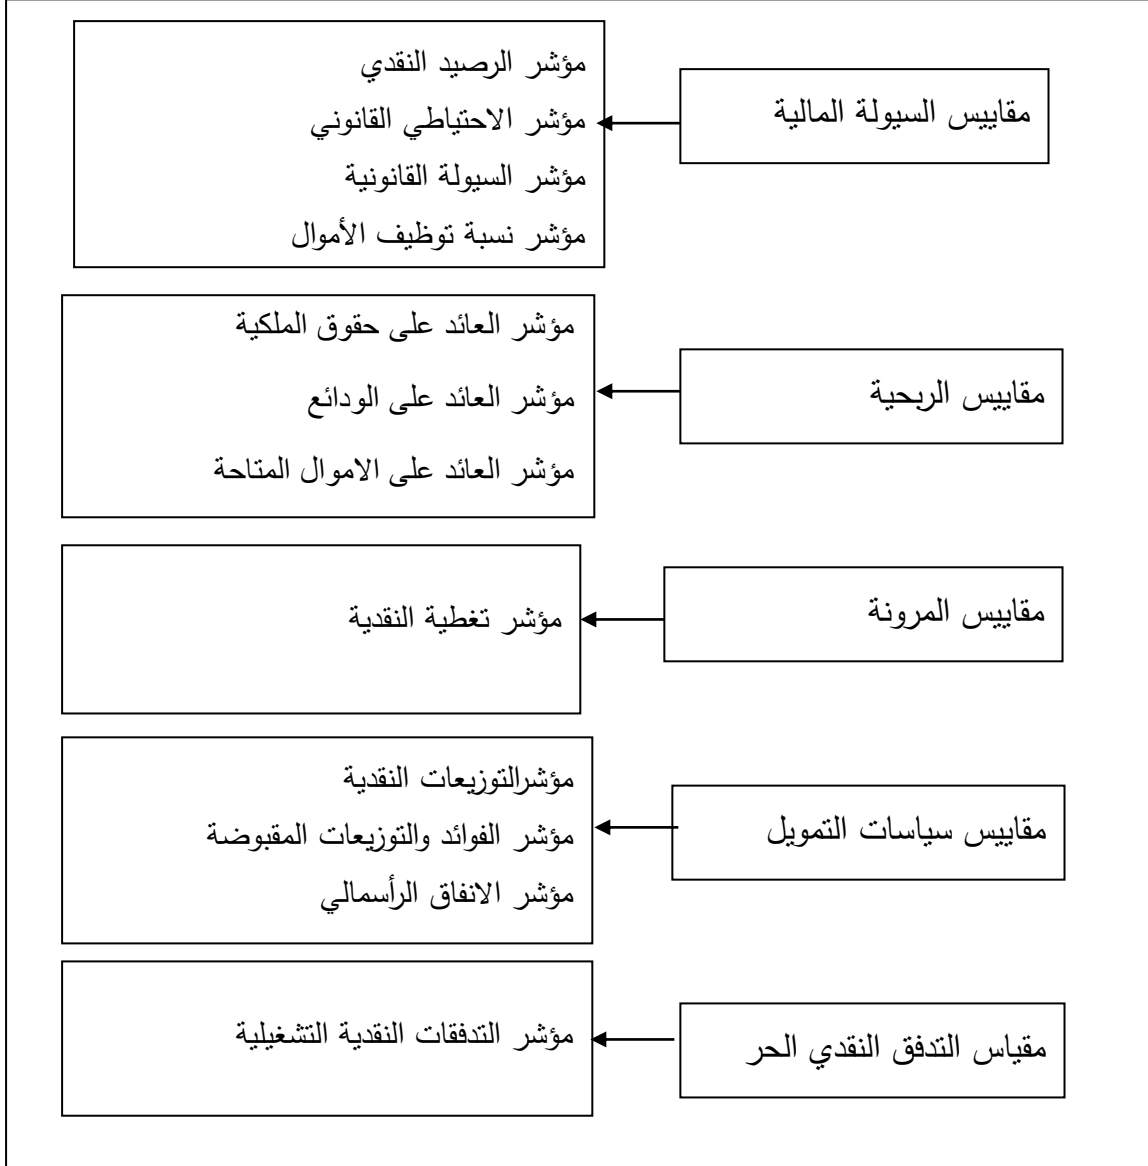 مقاييس السيولة المالية
مؤشر الرصيد النقدي
مؤشر الاحتياطي القانوني
مؤشر السيولة القانونية
مؤشر نسبة توظيف الأموال
مقاييس الربحية
مؤشر العائد على حقوق الملكية
مؤشر العائد على الودائع
مؤشر العائد على الاموال المتاحة
مقاييس المرونة
مؤشر تغطية النقدية
مقاييس سياسات التمويل
مؤشرالتوزيعات النقدية
مؤشر الفوائد والتوزيعات المقبوضة
مؤشر الانفاق الرأسمالي
مقياس التدفق النقدي الحر
مؤشر التدفقات النقدية التشغيلية